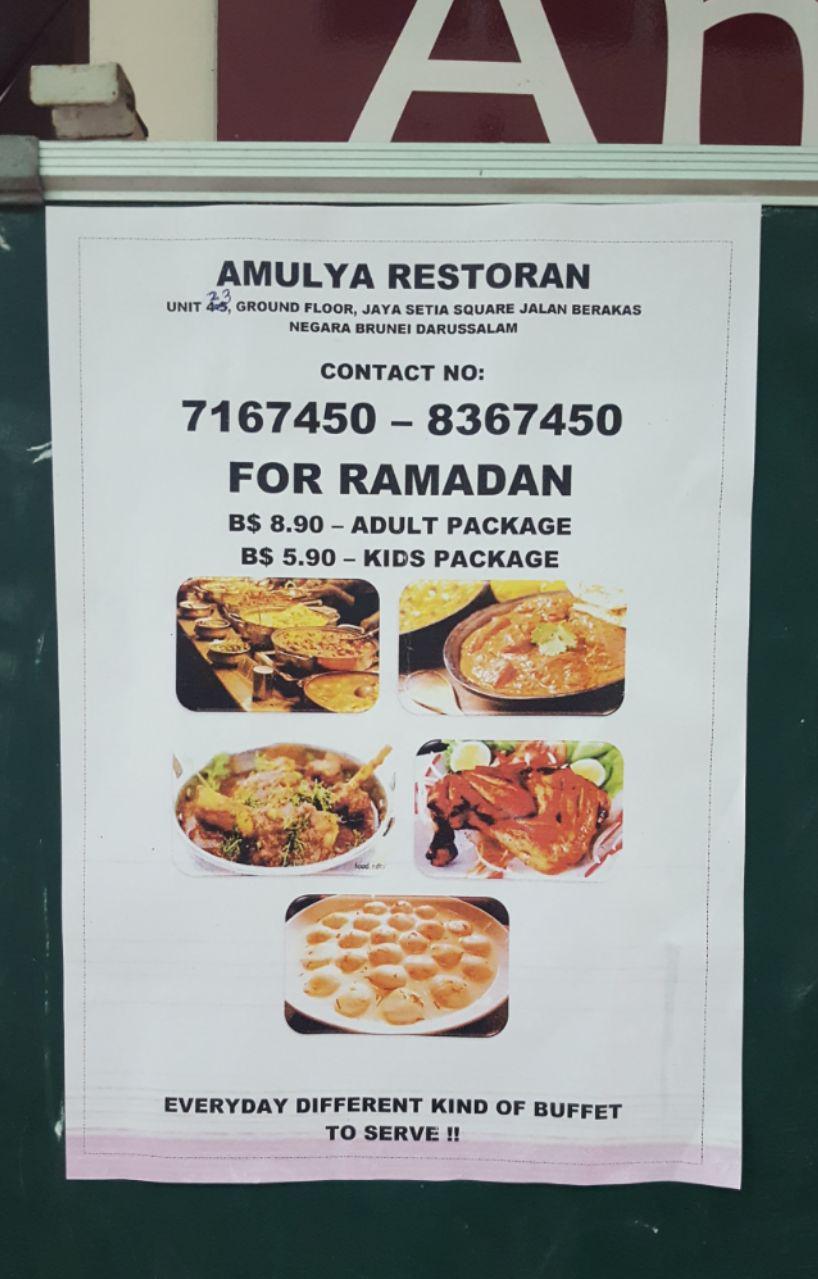 An
AMULYA RESTORAN
UNIT 23, GROUND FLOOR, JAYA SETIA SQUARE JALAN BERAKAS
NEGARA BRUNEI DARUSSALAM
CONTACT NO:
7167450 – 8367450
FOR RAMADAN
B$ 8.90 – ADULT PACKAGE
B$ 5.90 – KIDS PACKAGE
EVERYDAY DIFFERENT KIND OF BUFFET
TO SERVE !!